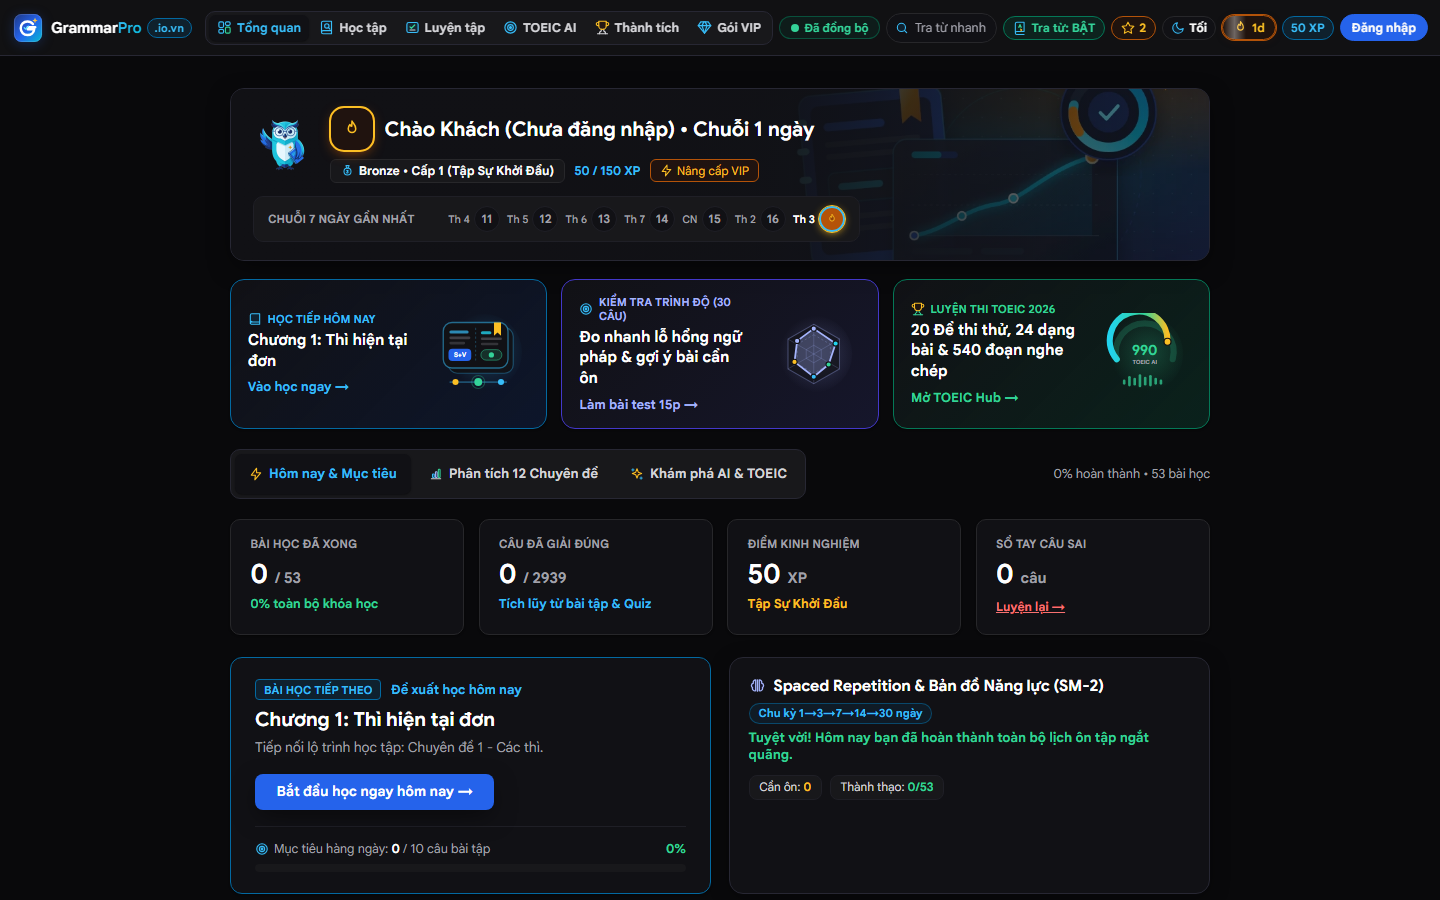 GrammarPro .io.vn Tổng quan Học tập Luyện tập TOEIC AI Thành tích Gói VIP Đã đồng bộ Tra từ nhanh Tra từ: BẬT 2 Tối 1d 50 XP Đăng nhập
Chào Khách (Chưa đăng nhập) • Chuỗi 1 ngày
Bronze • Cấp 1 (Tập Sự Khởi Đầu) 50 / 150 XP Nâng cấp VIP
CHUỖI 7 NGÀY GẦN NHẤT Th 4 11 Th 5 12 Th 6 13 Th 7 14 CN 15 Th 2 16 Th 3
HỌC TIẾP HÔM NAY
Chương 1: Thì hiện tại
đơn
Vào học ngay →
S+V
KIỂM TRA TRÌNH ĐỘ (30
CÂU)
Đo nhanh lỗ hổng ngữ
pháp & gợi ý bài cần
ôn
Làm bài test 15p →
LUYỆN THI TOEIC 2026
20 Đề thi thử, 24 dạng
bài & 540 đoạn nghe
chép
Mở TOEIC Hub →
990
TOEIC AI
Hôm nay & Mục tiêu Phân tích 12 Chuyên đề Khám phá AI & TOEIC 0% hoàn thành • 53 bài học
BÀI HỌC ĐÃ XONG
0 / 53
0% toàn bộ khóa học
CÂU ĐÃ GIẢI ĐÚNG
0 / 2939
Tích lũy từ bài tập & Quiz
ĐIỂM KINH NGHIỆM
50 XP
Tập Sự Khởi Đầu
SỔ TAY CÂU SAI
0 câu
Luyện lại →
BÀI HỌC TIẾP THEO Đề xuất học hôm nay
Chương 1: Thì hiện tại đơn
Tiếp nối lộ trình học tập: Chuyên đề 1 - Các thì.
Bắt đầu học ngay hôm nay →
Mục tiêu hàng ngày: 0 / 10 câu bài tập 0%
Spaced Repetition & Bản đồ Năng lực (SM-2)
Chu kỳ 1→3→7→14→30 ngày
Tuyệt vời! Hôm nay bạn đã hoàn thành toàn bộ lịch ôn tập ngắt
quãng.
Cần ôn: 0 Thành thạo: 0/53